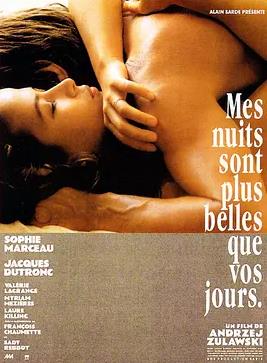 ALAIN SARDE PRÉSENTE
Mes
nuits
sont
plus
belles
que
vos
jours.
SOPHIE
MARCEAU
JACQUES
DUTRONC
VALÉRIE
LAGRANGE
MYRIAM
MÉZIÈRES
LAURE
KILLING
FRANÇOIS
CHAUMETTE
SADY
REBBOT
UN FILM DE
ANDRZEJ
ZULAWSKI